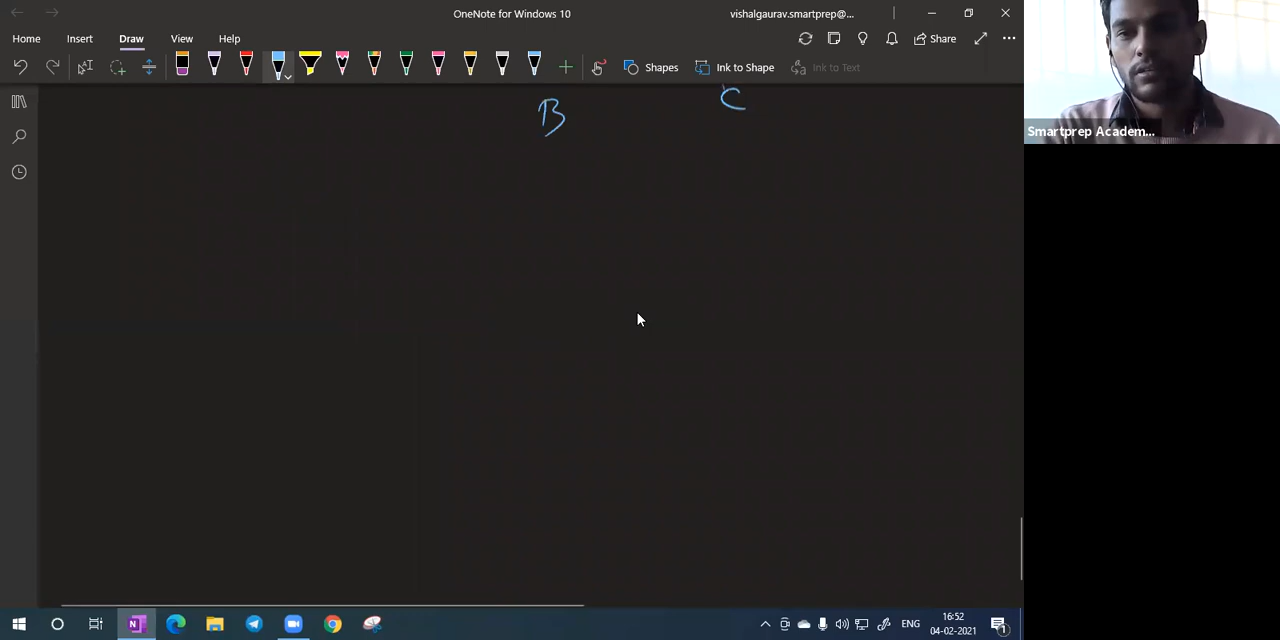 OneNote for Windows 10
vishalgaurav.smartprep@...
Home Insert Draw View Help
Share
Shapes Ink to Shape Ink to Text
B C
Smartprep Academ...
ENG
16:52
04-02-2021